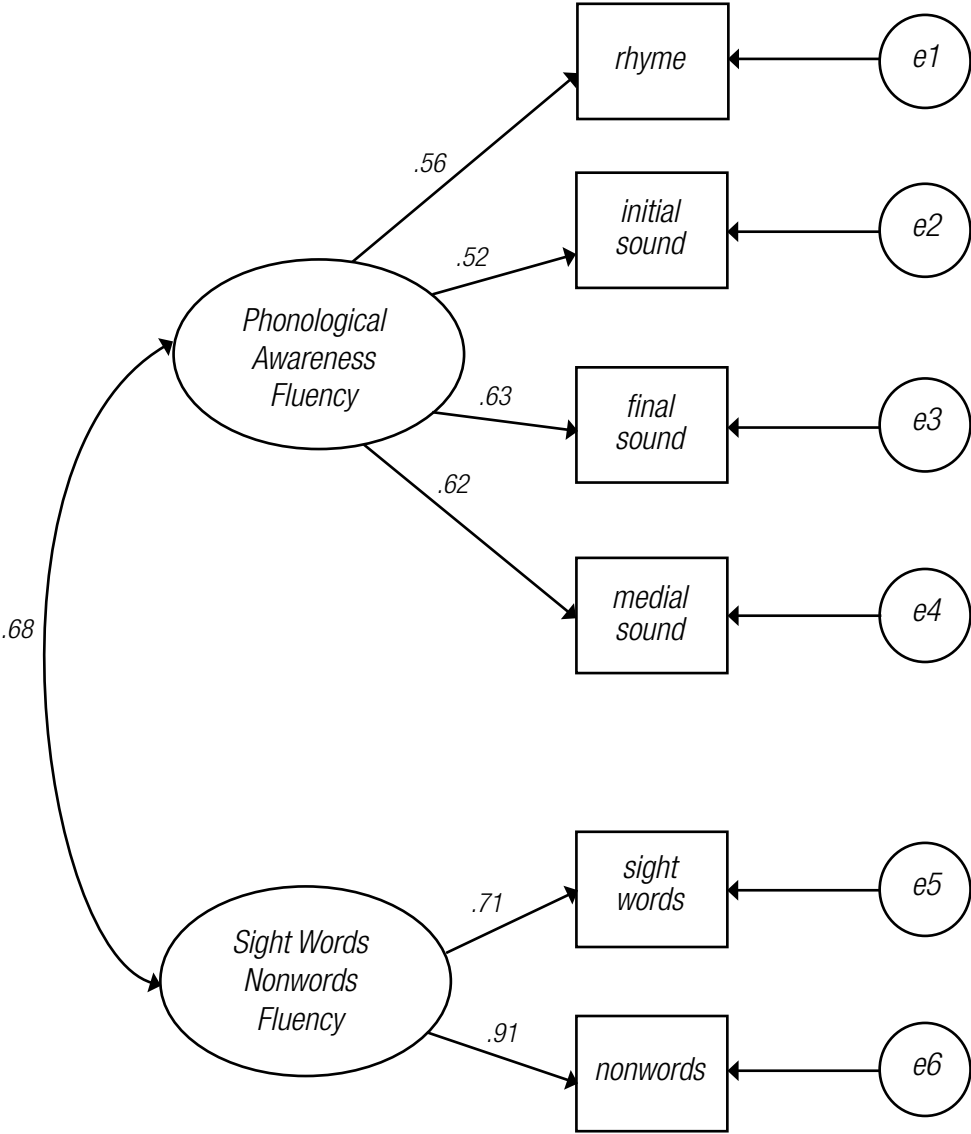 rhyme
e1
.56
initial
sound
e2
.52
Phonological
Awareness
Fluency
.63
final
sound
e3
.62
medial
sound
e4
.68
sight
words
e5
.71
Sight Words
Nonwords
Fluency
.91
nonwords
e6